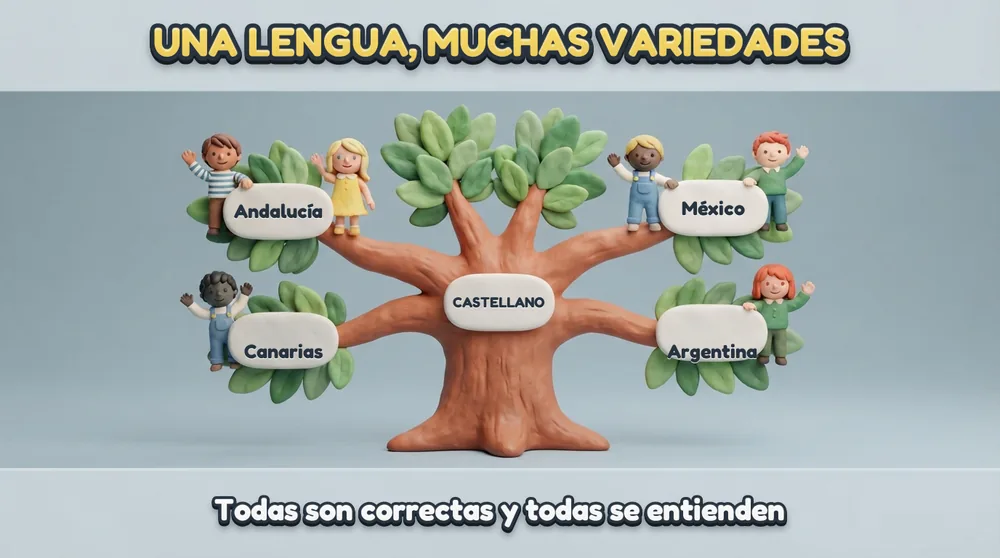 UNA LENGUA, MUCHAS VARIEDADES
Andalucía
México
CASTELLANO
Canarias
Argentina
Todas son correctas y todas se entienden